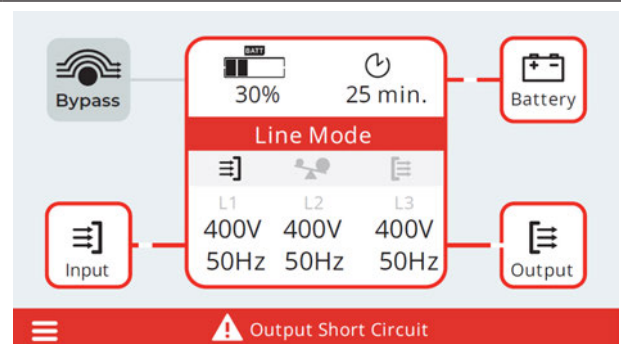 BATT
Bypass
30%
25 min.
Battery
Line Mode
L1 L2 L3
400V 400V 400V
50Hz 50Hz 50Hz
Input
Output
Output Short Circuit